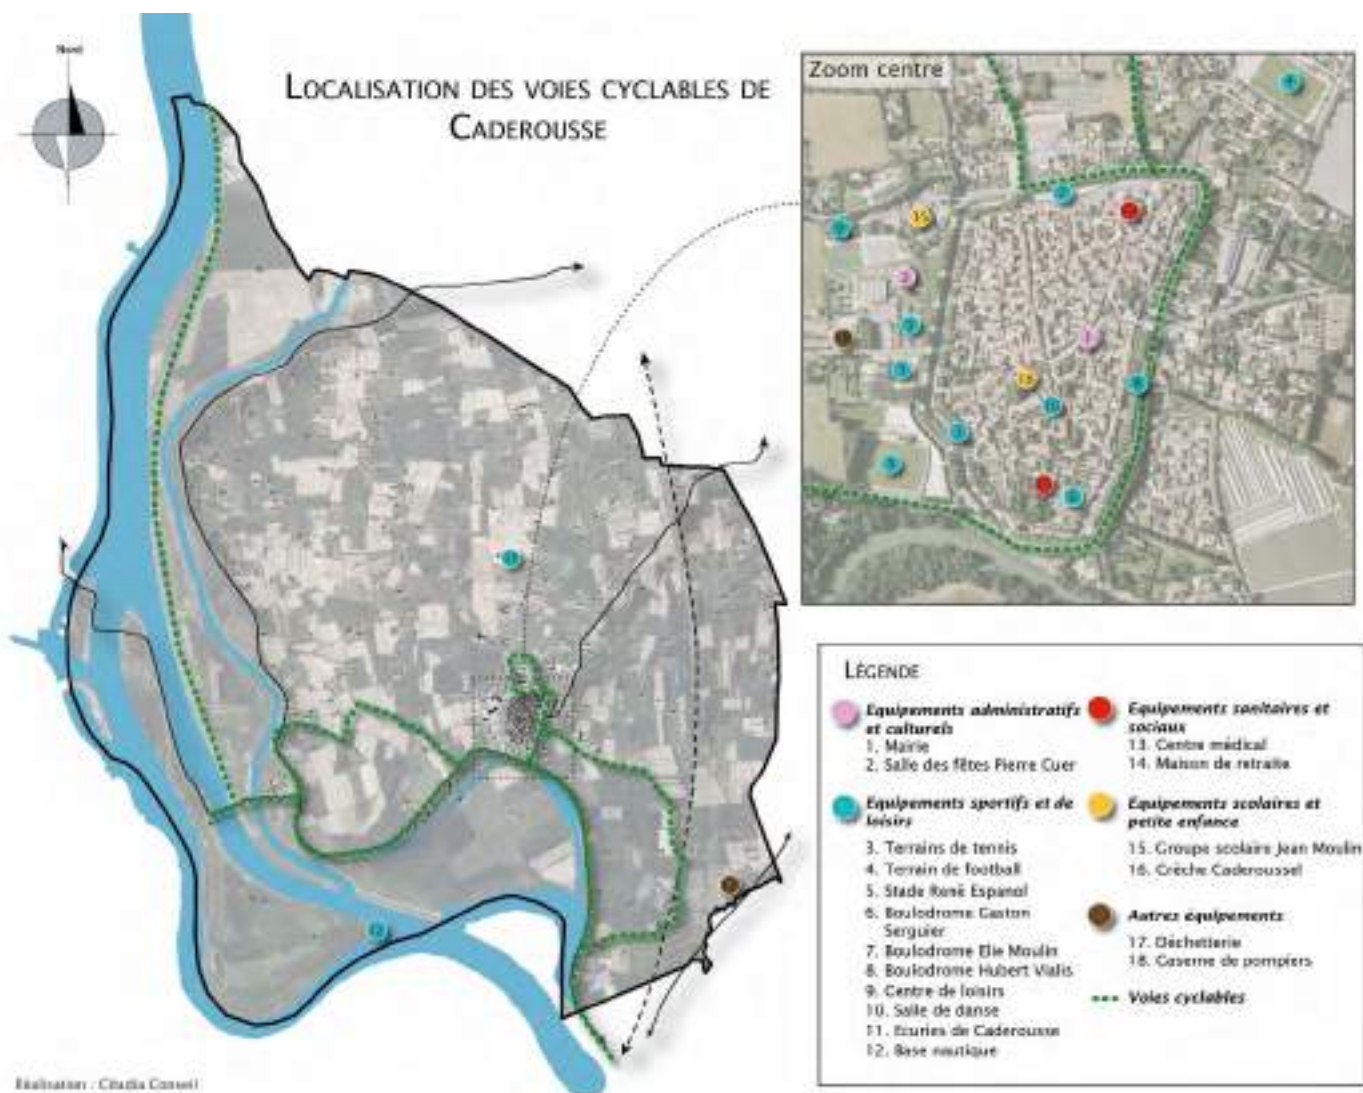 Nord
LOCALISATION DES VOIES CYCLABLES DE
CADEROUSSE
Zoom centre
LÉGENDE
Equipements administratifs
et culturels
1. Mairie
2. Salle des fêtes Pierre Cuer
Equipements sportifs et de
loisirs
3. Terrains de tennis
4. Terrain de football
5. Stade René Espanol
6. Boulodrome Gaston
Serguier
7. Boulodrome Elie Moulin
8. Boulodrome Hubert Vialis
9. Centre de loisirs
10. Salle de danse
11. Ecuries de Caderousse
12. Base nautique
Equipements sanitaires et
sociaux
13. Centre médical
14. Maison de retraite
Equipements scolaires et
petite enfance
15. Groupe scolaire Jean Moulin
16. Crèche Caderoussel
Autres équipements
17. Déchetterie
18. Caserne de pompiers
Voies cyclables
Réalisation : Citadia Conseil